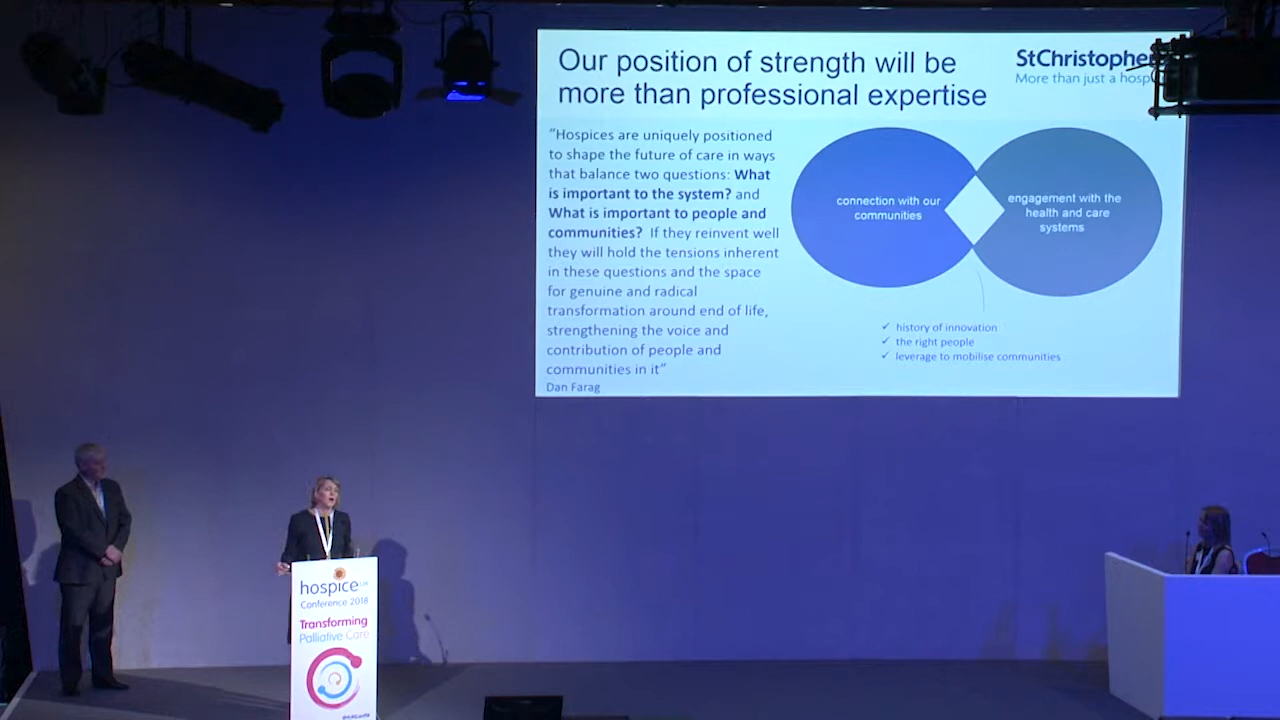 Our position of strength will be
more than professional expertise
StChristopher
More than just a hosp
"Hospices are uniquely positioned
to shape the future of care in ways
that balance two questions: What
is important to the system? and
What is important to people and
communities? If they reinvent well
they will hold the tensions inherent
in these questions and the space
for genuine and radical
transformation around end of life,
strengthening the voice and
contribution of people and
communities in it"
Dan Farag
connection with our
communities
engagement with the
health and care
systems
✓ history of innovation
✓ the right people
✓ leverage to mobilise communities
hospice UK
Conference 2018
Transforming
Palliative Care